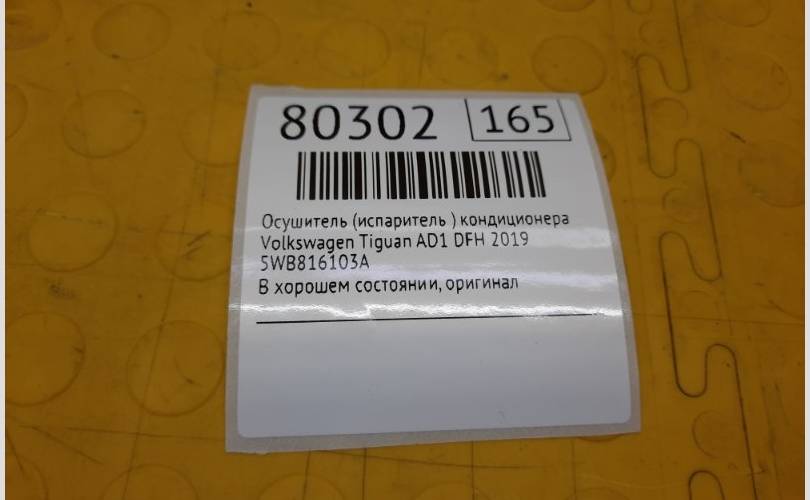 80302 165
Осушитель (испаритель ) кондиционера
Volkswagen Tiguan AD1 DFH 2019
5WB816103A
В хорошем состоянии, оригинал